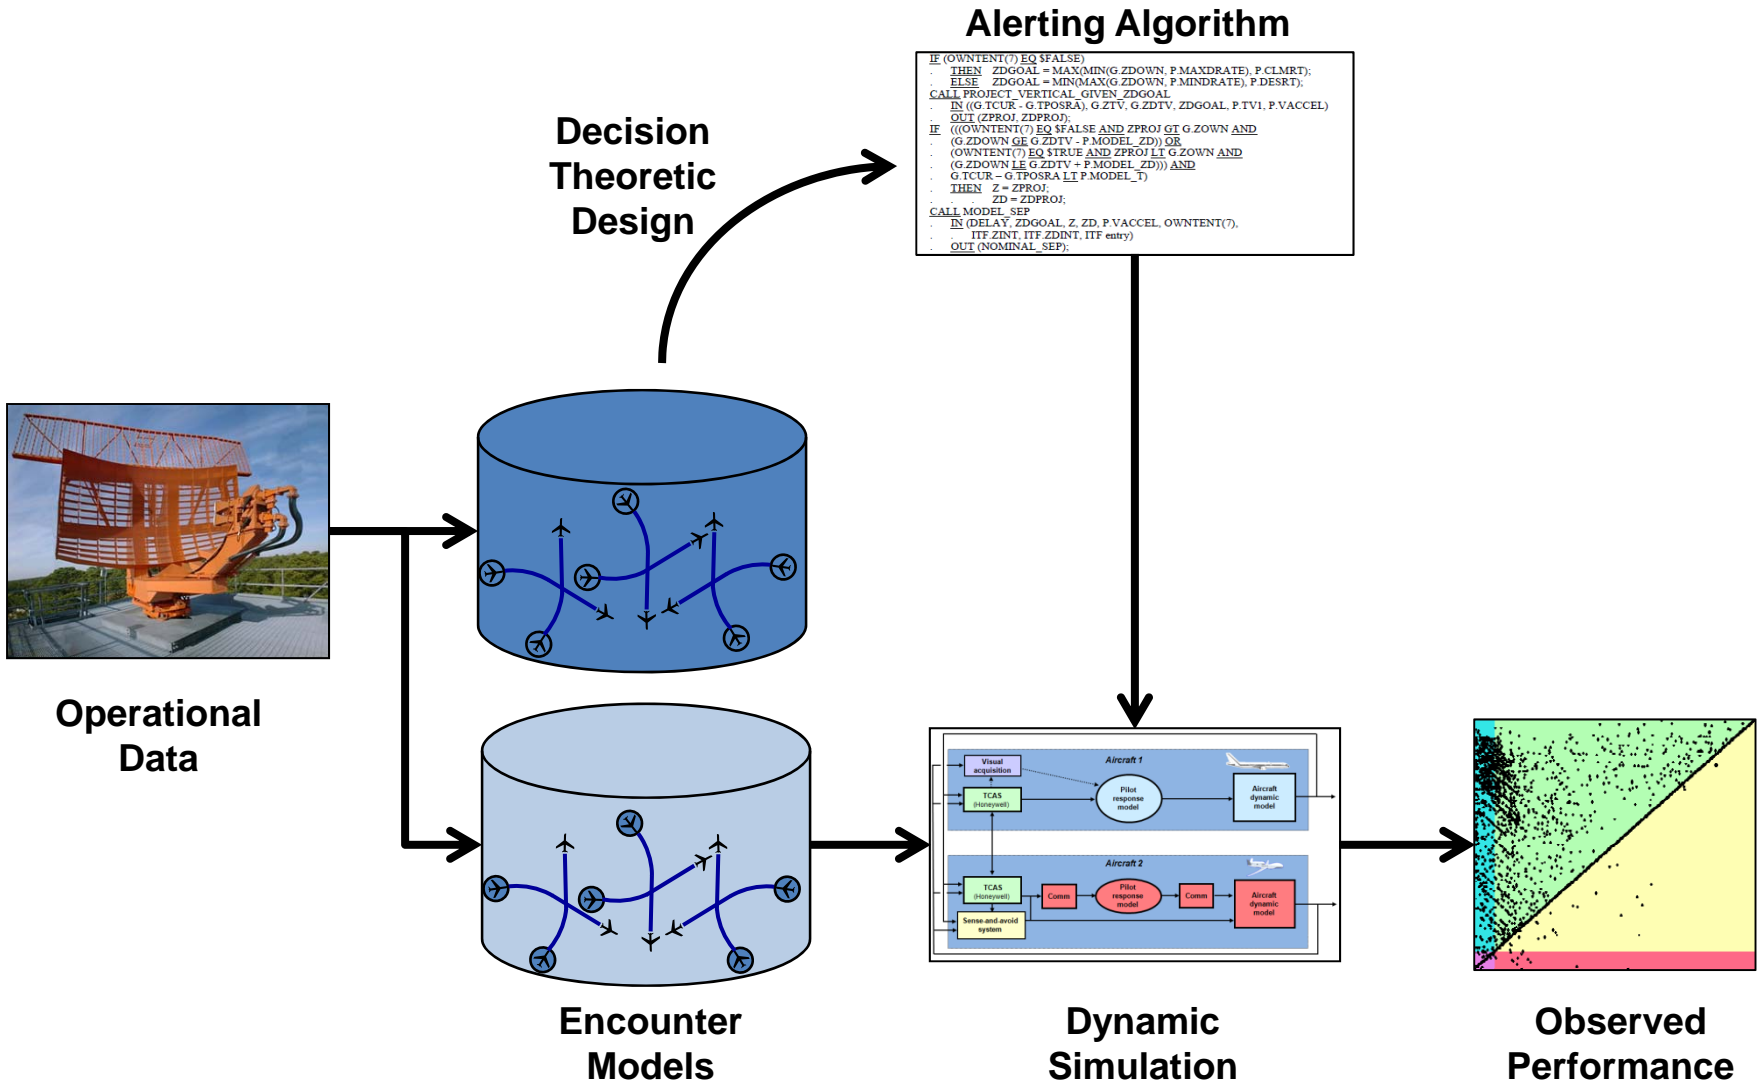 Alerting Algorithm
IF (OWNTENT(7) EQ $FALSE)
. THEN ZDGOAL = MAX(MIN(G.ZDOWN, P.MAXDRATE), P.CLMRT);
. ELSE ZDGOAL = MIN(MAX(G.ZDOWN, P.MINDRATE), P.DESRT);
CALL PROJECT_VERTICAL_GIVEN_ZDGOAL
. IN ((G.TCUR - G.TPOSRA), G.ZTV, G.ZDTV, ZDGOAL, P.TV1, P.VACCEL)
. OUT (ZPROJ, ZDPROJ);
IF (((OWNTENT(7) EQ $FALSE AND ZPROJ GT G.ZOWN AND
. (G.ZDOWN GE G.ZDTV - P.MODEL_ZD)) OR
. (OWNTENT(7) EQ $TRUE AND ZPROJ LT G.ZOWN AND
. (G.ZDOWN LE G.ZDTV + P.MODEL_ZD))) AND
. G.TCUR – G.TPOSRA LT P.MODEL_T)
. THEN Z = ZPROJ;
. . . ZD = ZDPROJ;
CALL MODEL_SEP
. IN (DELAY, ZDGOAL, Z, ZD, P.VACCEL, OWNTENT(7),
. . ITF.ZINT, ITF.ZDINT, ITF entry)
. OUT (NOMINAL_SEP);
Decision
Theoretic
Design
Operational
Data
Encounter
Models
Aircraft 1
Visual
acquisition
TCAS
(Honeywell)
Pilot
response
model
Aircraft
dynamic
model
Aircraft 2
TCAS
(Honeywell)
Comm
Pilot
response
model
Comm
Aircraft
dynamic
model
Sense-and-avoid
system
Dynamic
Simulation
Observed
Performance